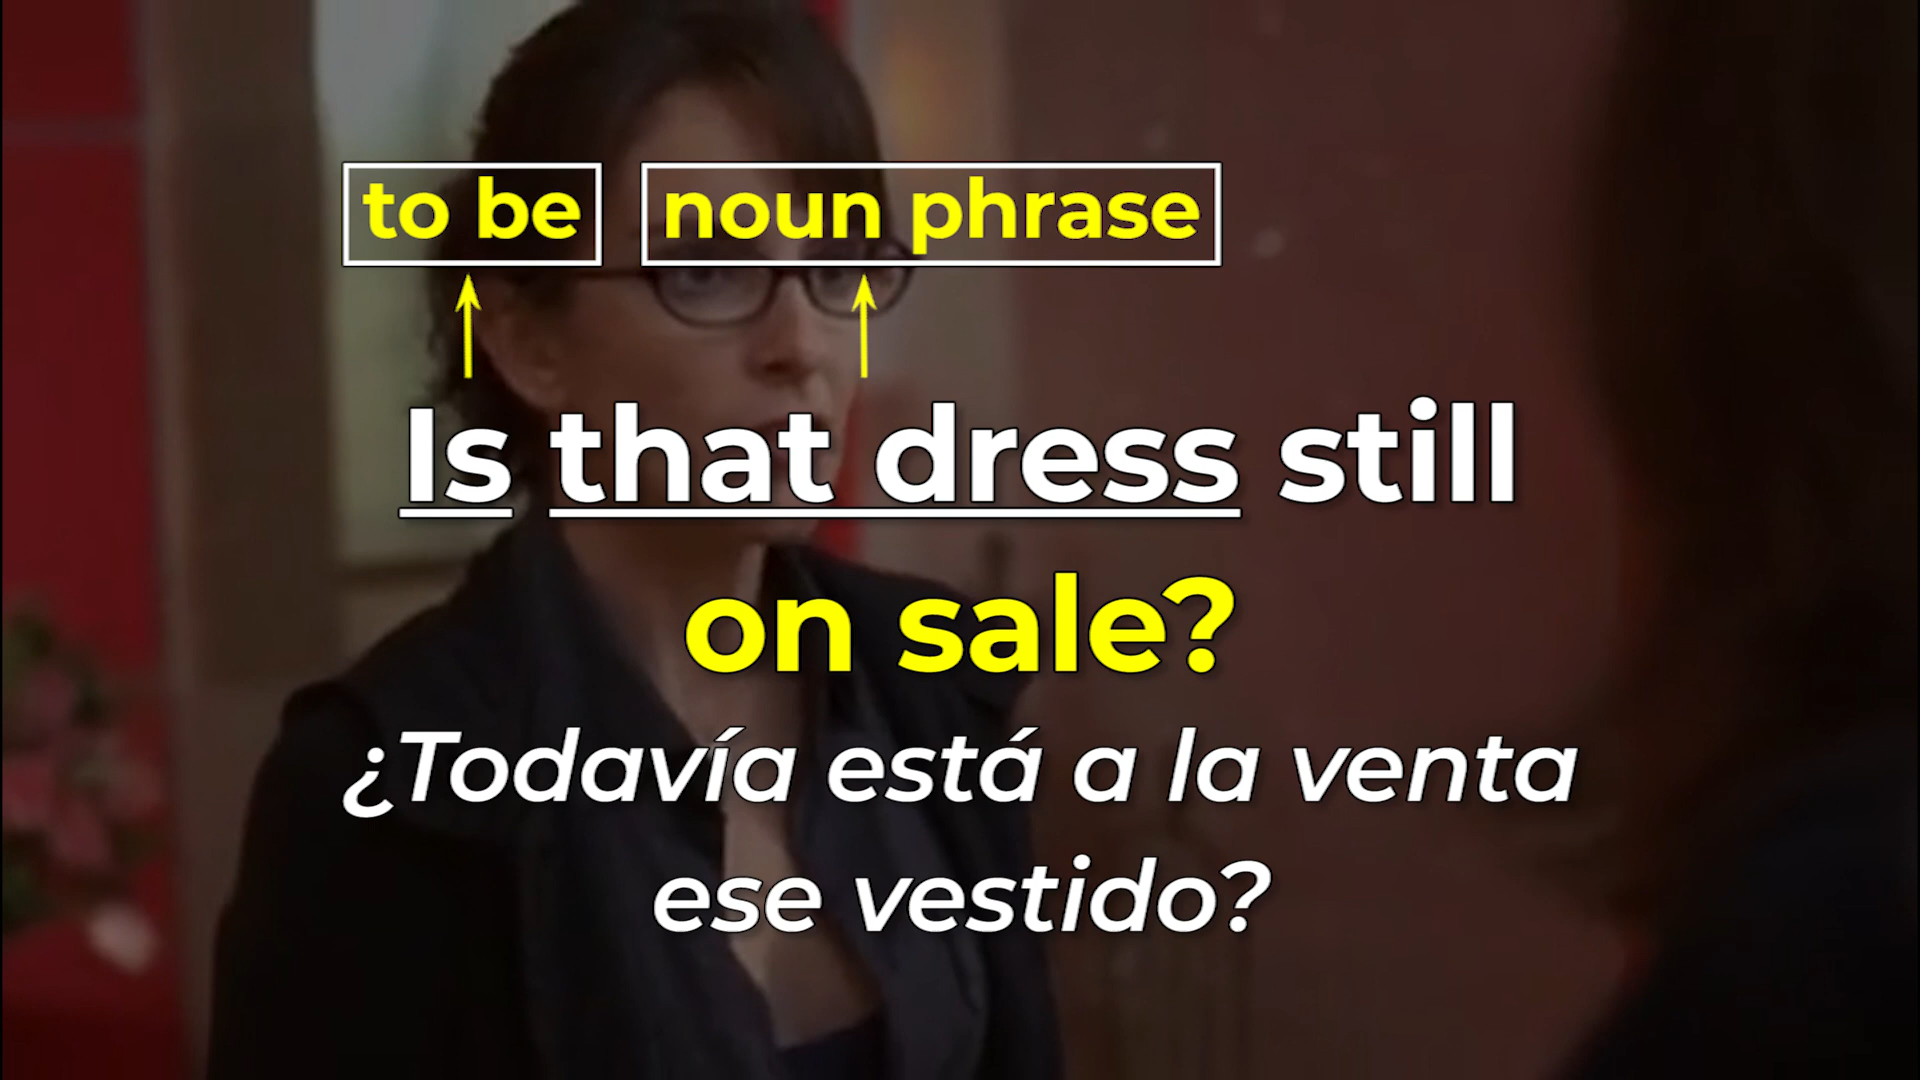 to be noun phrase
Is that dress still
on sale?
¿Todavía está a la venta
ese vestido?